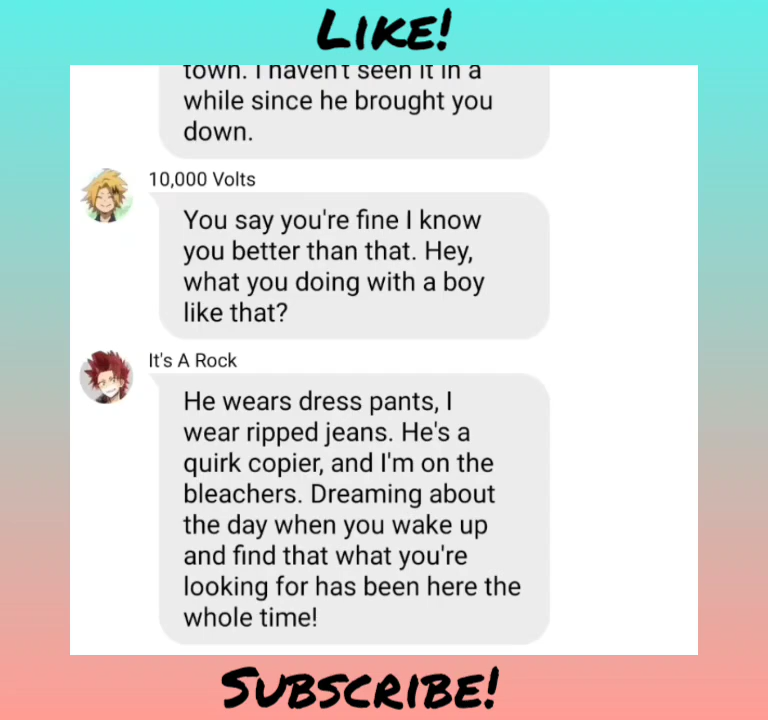 LIKE!
town. I haven't seen it in a
while since he brought you
down.
10,000 Volts
You say you're fine I know
you better than that. Hey,
what you doing with a boy
like that?
It's A Rock
He wears dress pants, I
wear ripped jeans. He's a
quirk copier, and I'm on the
bleachers. Dreaming about
the day when you wake up
and find that what you're
looking for has been here the
whole time!
SUBSCRIBE!